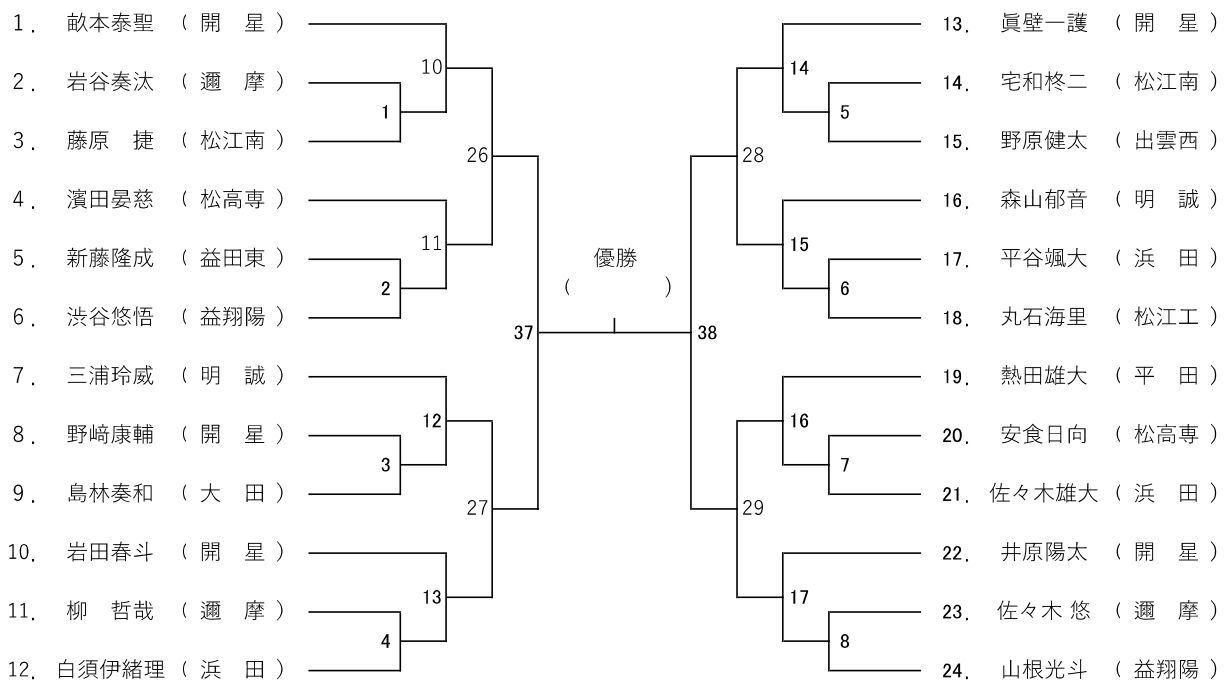 1. 畝本泰聖 ( 開 星 )
2. 岩谷奏汰 ( 邇 摩 )
3. 藤原 捷 ( 松江南 )
4. 濱田晏慈 ( 松高専 )
5. 新藤隆成 ( 益田東 )
6. 渋谷悠悟 ( 益翔陽 )
7. 三浦玲威 ( 明 誠 )
8. 野﨑康輔 ( 開 星 )
9. 島林奏和 ( 大 田 )
10. 岩田春斗 ( 開 星 )
11. 柳 哲哉 ( 邇 摩 )
12. 白須伊緒理 ( 浜 田 )
10
1
26
11
2
37
12
3
27
13
4
優勝
( )
14
5
28
15
6
38
16
7
29
17
8
13. 眞壁一護 ( 開 星 )
14. 宅和柊二 ( 松江南 )
15. 野原健太 ( 出雲西 )
16. 森山郁音 ( 明 誠 )
17. 平谷颯大 ( 浜 田 )
18. 丸石海里 ( 松江工 )
19. 熱田雄大 ( 平 田 )
20. 安食日向 ( 松高専 )
21. 佐々木雄大 ( 浜 田 )
22. 井原陽太 ( 開 星 )
23. 佐々木 悠 ( 邇 摩 )
24. 山根光斗 ( 益翔陽 )